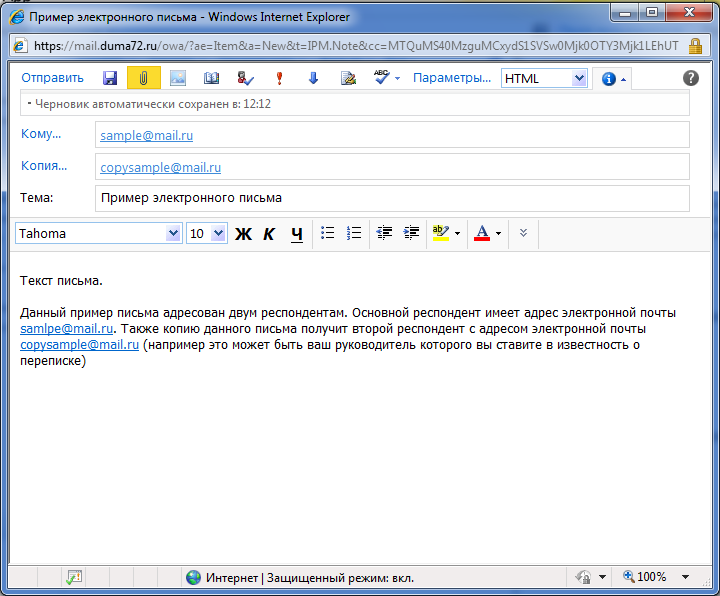 Пример электронного письма - Windows Internet Explorer
https://mail.duma72.ru/owa/?ae=Item&a=New&t=IPM.Note&cc=MTQuMS40MzguMCxydS1SVSw0Mjk0OTY3Mjk1LEhUT
Отправить ABC Параметры... HTML
• Черновик автоматически сохранен в: 12:12
Кому... sample@mail.ru
Копия... copysample@mail.ru
Тема: Пример электронного письма
Tahoma 10 Ж К Ч ab A
Текст письма.
Данный пример письма адресован двум респондентам. Основной респондент имеет адрес электронной почты
samlpe@mail.ru. Также копию данного письма получит второй респондент с адресом электронной почты
copysample@mail.ru (например это может быть ваш руководитель которого вы ставите в известность о
переписке)
Интернет | Защищенный режим: вкл. 100%